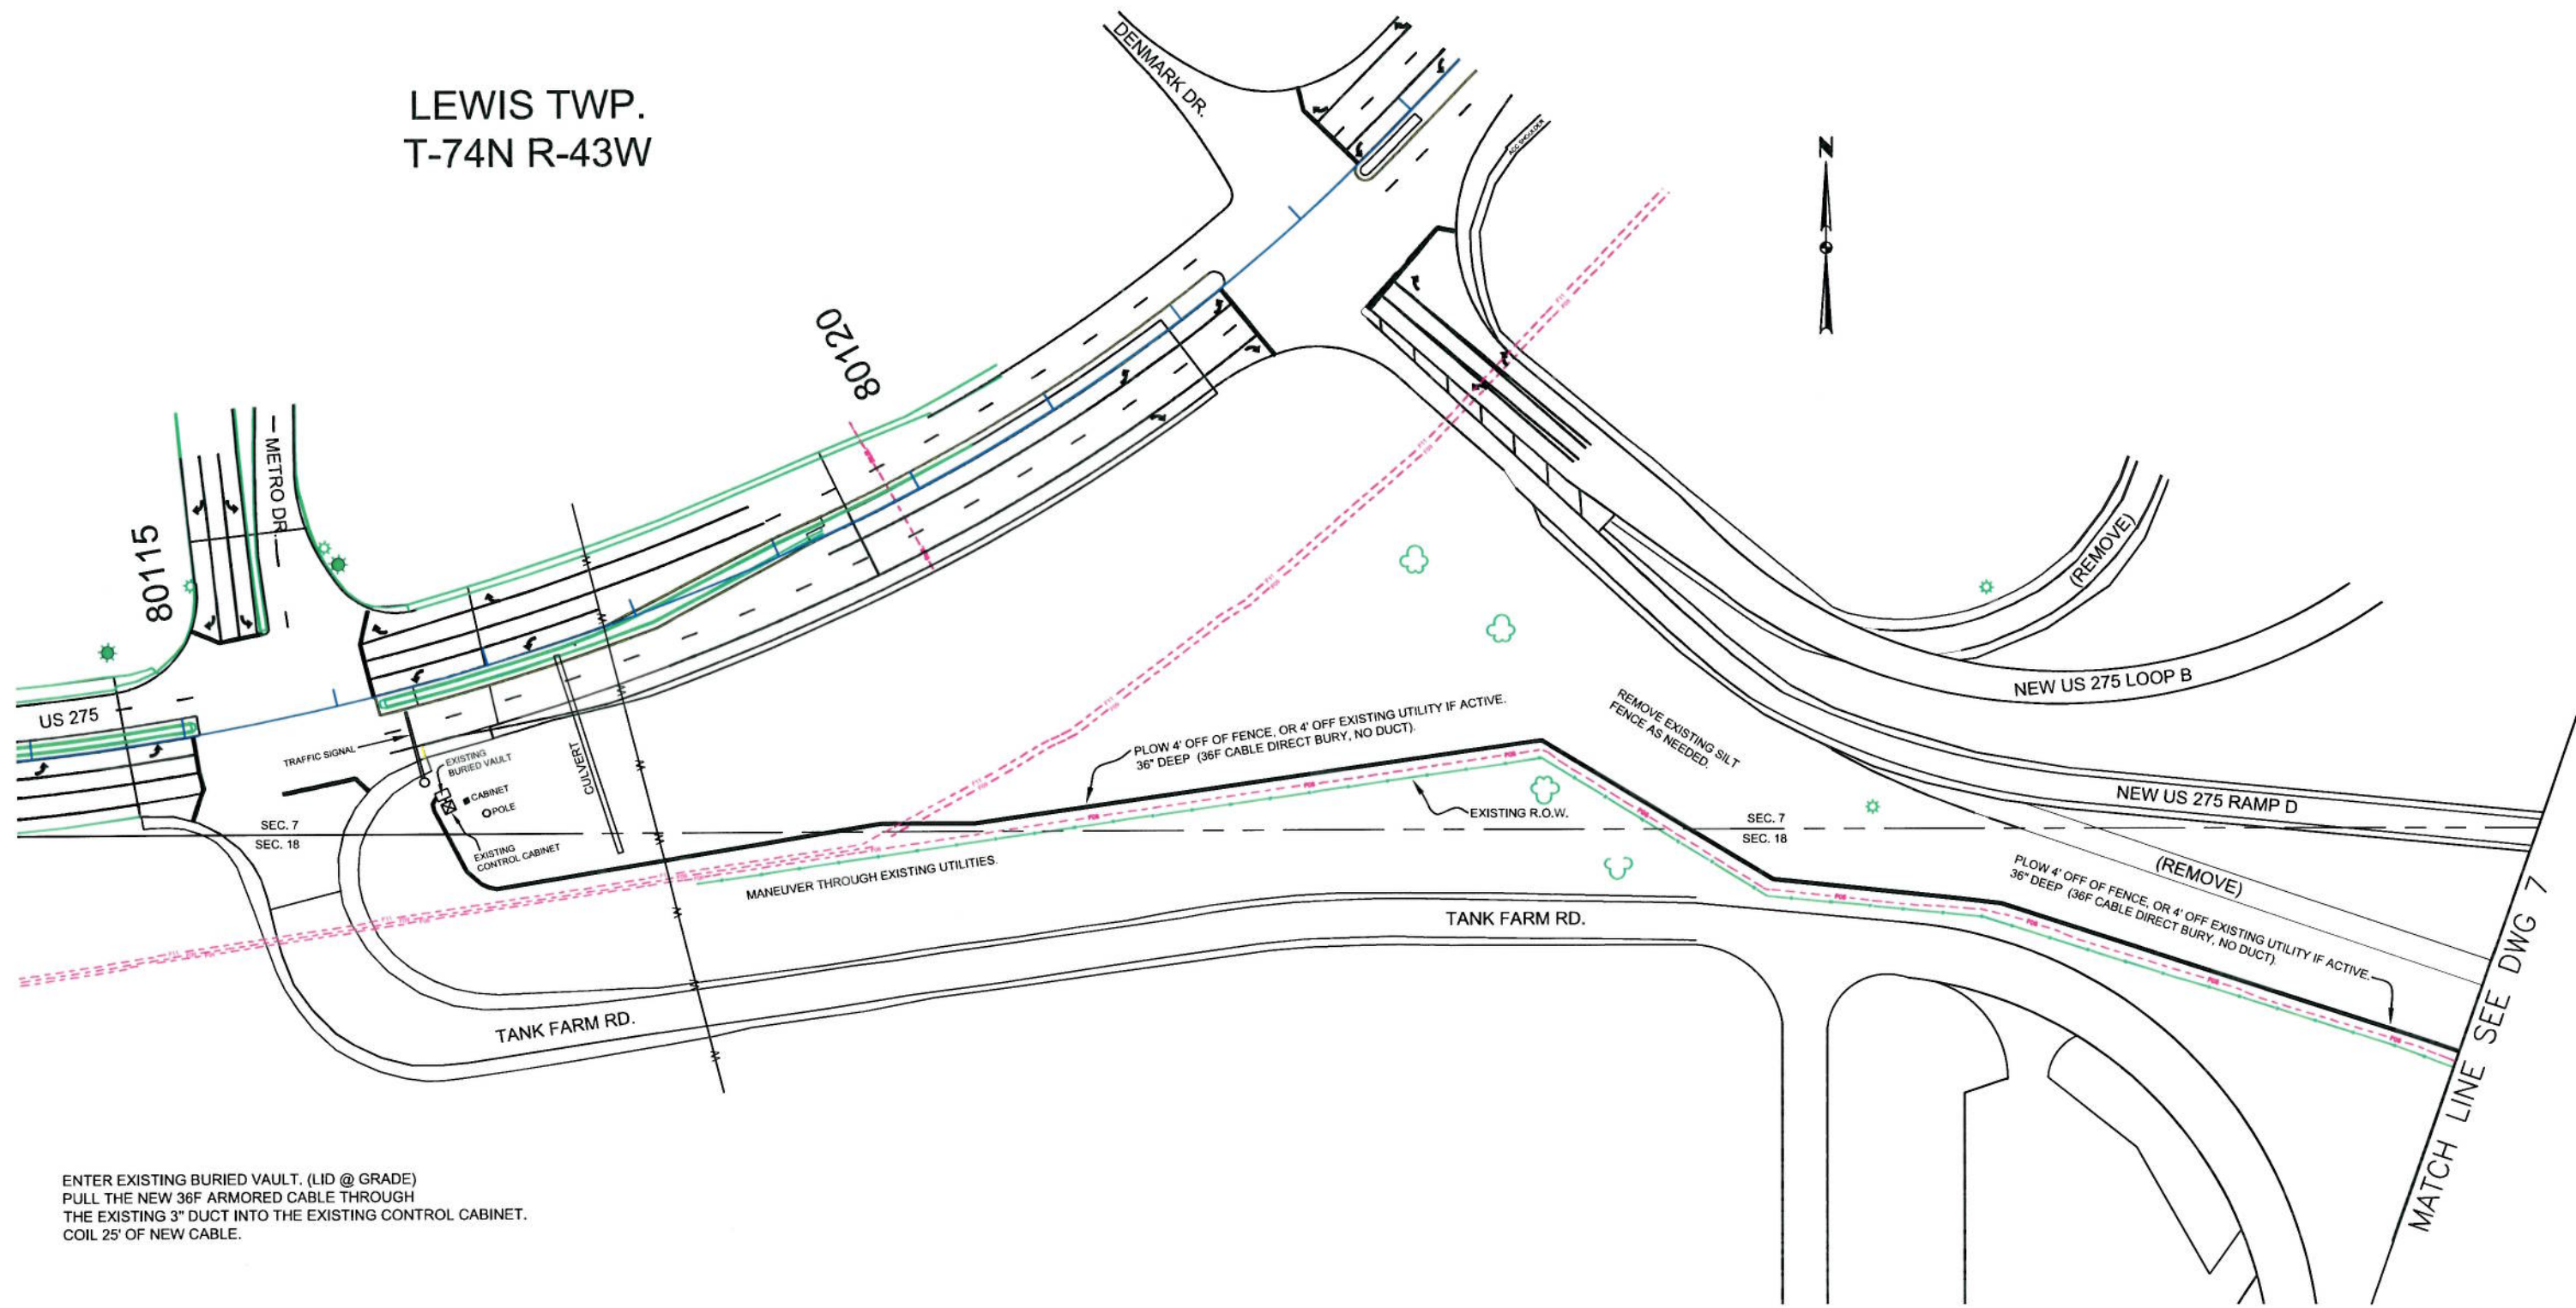 LEWIS TWP.
T-74N R-43W
DENMARK DR.
ACC SHOULDER
N
80120
METRO DR.
80115
(REMOVE)
US 275
NEW US 275 LOOP B
TRAFFIC SIGNAL
EXISTING
BURIED VAULT
CABINET
POLE
CULVERT
EXISTING
CONTROL CABINET
SEC. 7
SEC. 18
PLOW 4' OFF OF FENCE, OR 4' OFF EXISTING UTILITY IF ACTIVE.
36" DEEP (36F CABLE DIRECT BURY, NO DUCT).
REMOVE EXISTING SILT
FENCE AS NEEDED.
EXISTING R.O.W.
SEC. 7
SEC. 18
NEW US 275 RAMP D
MANEUVER THROUGH EXISTING UTILITIES.
(REMOVE)
PLOW 4' OFF OF FENCE, OR 4' OFF EXISTING UTILITY IF ACTIVE.
36" DEEP (36F CABLE DIRECT BURY, NO DUCT).
TANK FARM RD.
TANK FARM RD.
MATCH LINE SEE DWG 7
ENTER EXISTING BURIED VAULT. (LID @ GRADE)
PULL THE NEW 36F ARMORED CABLE THROUGH
THE EXISTING 3" DUCT INTO THE EXISTING CONTROL CABINET.
COIL 25' OF NEW CABLE.